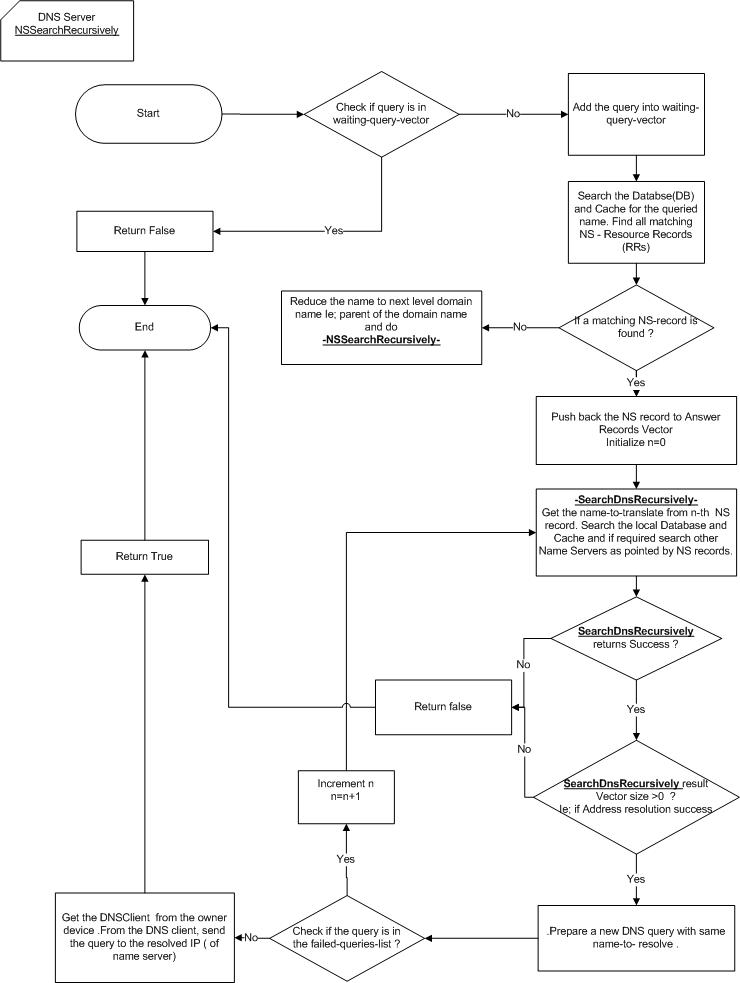 DNS Server
NSSearchRecursively
Start
Check if query is in
waiting-query-vector
No
Add the query into waiting-
query-vector
Search the Databse(DB)
and Cache for the queried
name. Find all matching
NS - Resource Records
(RRs)
Yes
Return False
End
Reduce the name to next level domain
name Ie; parent of the domain name
and do
-NSSearchRecursively-
No
If a matching NS-record is
found ?
Yes
Push back the NS record to Answer
Records Vector
Initialize n=0
-SearchDnsRecursively-
Get the name-to-translate from n-th NS
record. Search the local Database and
Cache and if required search other
Name Servers as pointed by NS records.
Return True
SearchDnsRecursively
returns Success ?
No
Yes
Return false
No
SearchDnsRecursively result
Vector size >0 ?
Ie; if Address resolution success
Increment n
n=n+1
Yes
Yes
Get the DNSClient from the owner
device .From the DNS client, send
the query to the resolved IP ( of
name server)
No
Check if the query is in
the failed-queries-list ?
.Prepare a new DNS query with same
name-to- resolve .